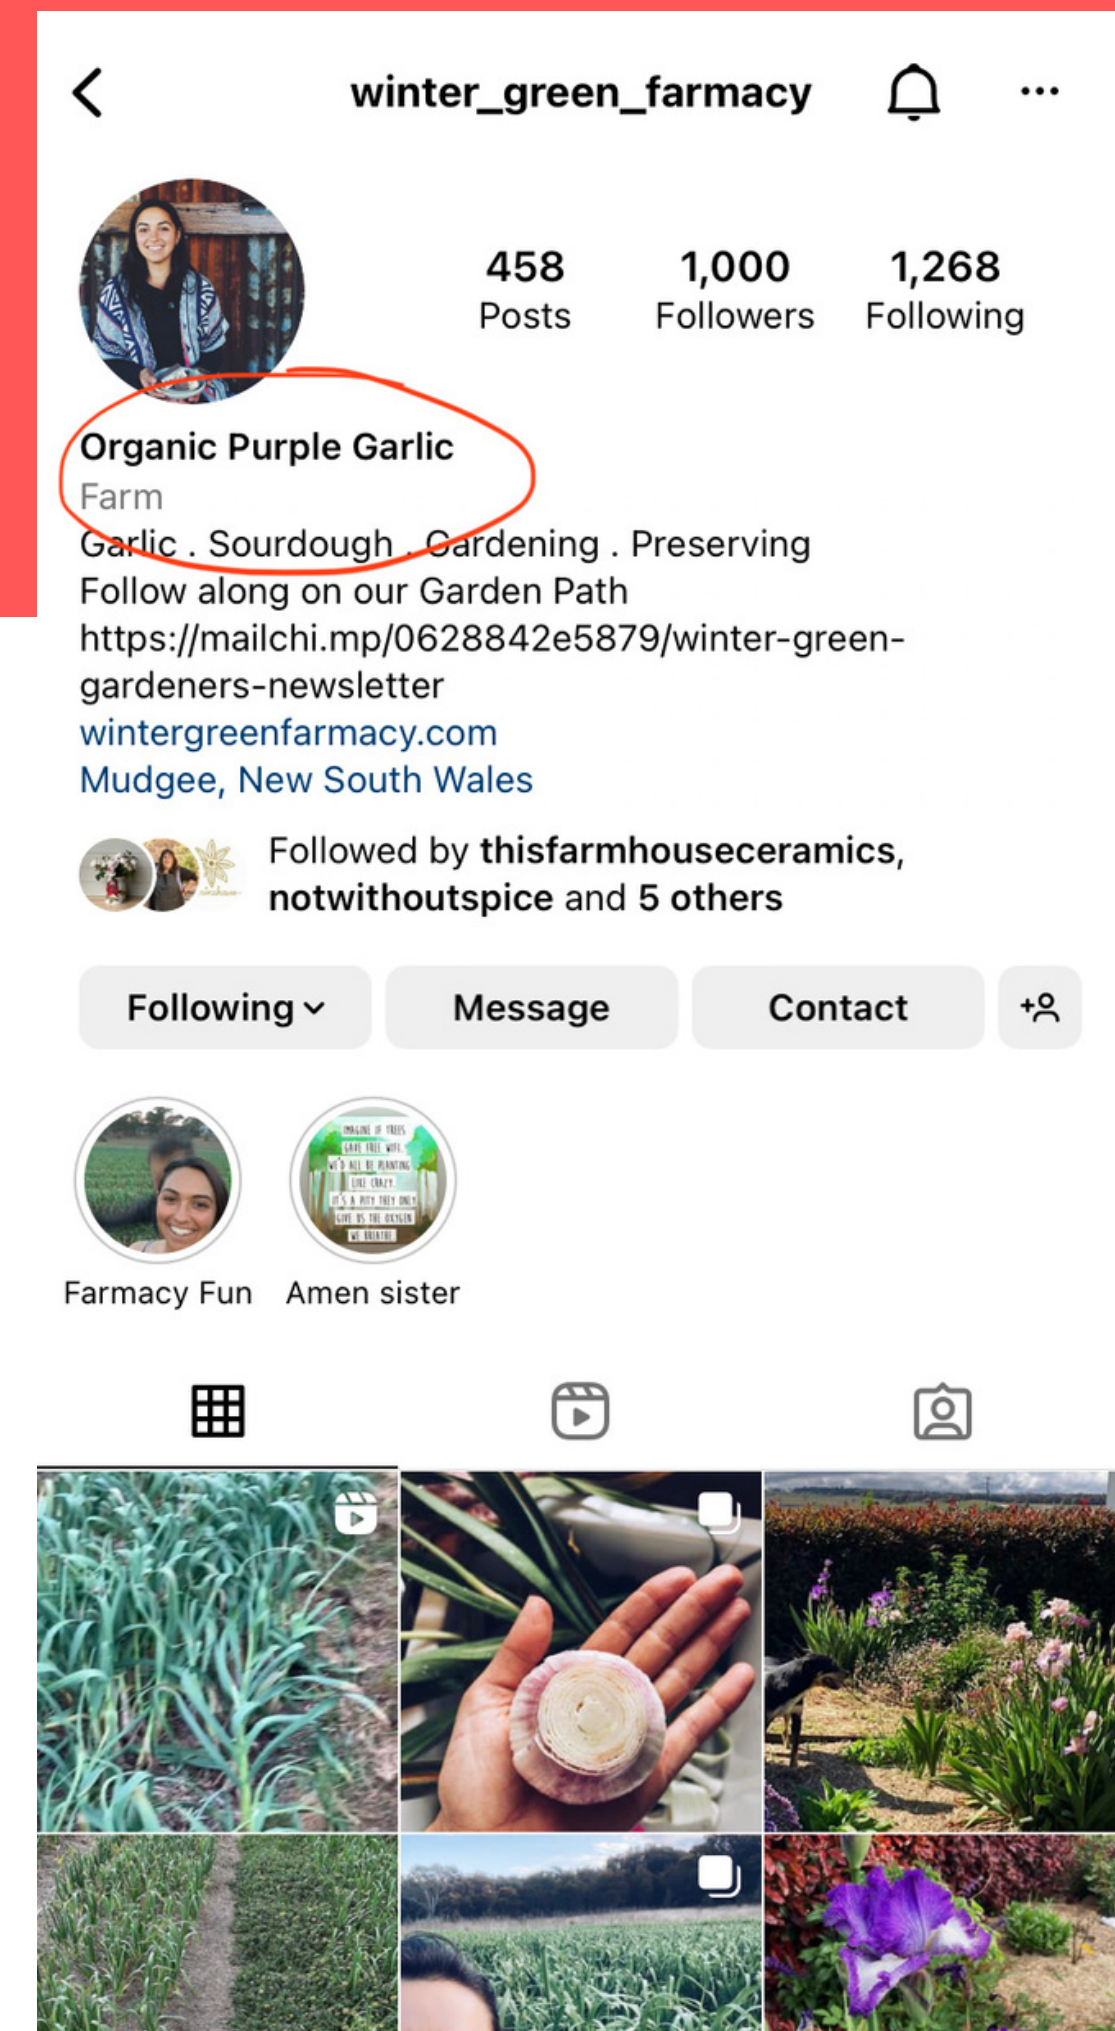 winter_green_farmacy
458
Posts
1,000
Followers
1,268
Following
Organic Purple Garlic
Farm
Garlic . Sourdough . Gardening . Preserving
Follow along on our Garden Path
https://mailchi.mp/0628842e5879/winter-green-
gardeners-newsletter
wintergreenfarmacy.com
Mudgee, New South Wales
Followed by thisfarmhouseceramics,
notwithoutspice and 5 others
Following
Message
Contact
IMAGINE IF TREES
GAVE FREE WIFI.
WE'D ALL BE PLANTING
LIKE CRAZY.
IT'S A PITY THEY ONLY
GIVE US THE OXYGEN
WE BREATHE.
Farmacy Fun
Amen sister